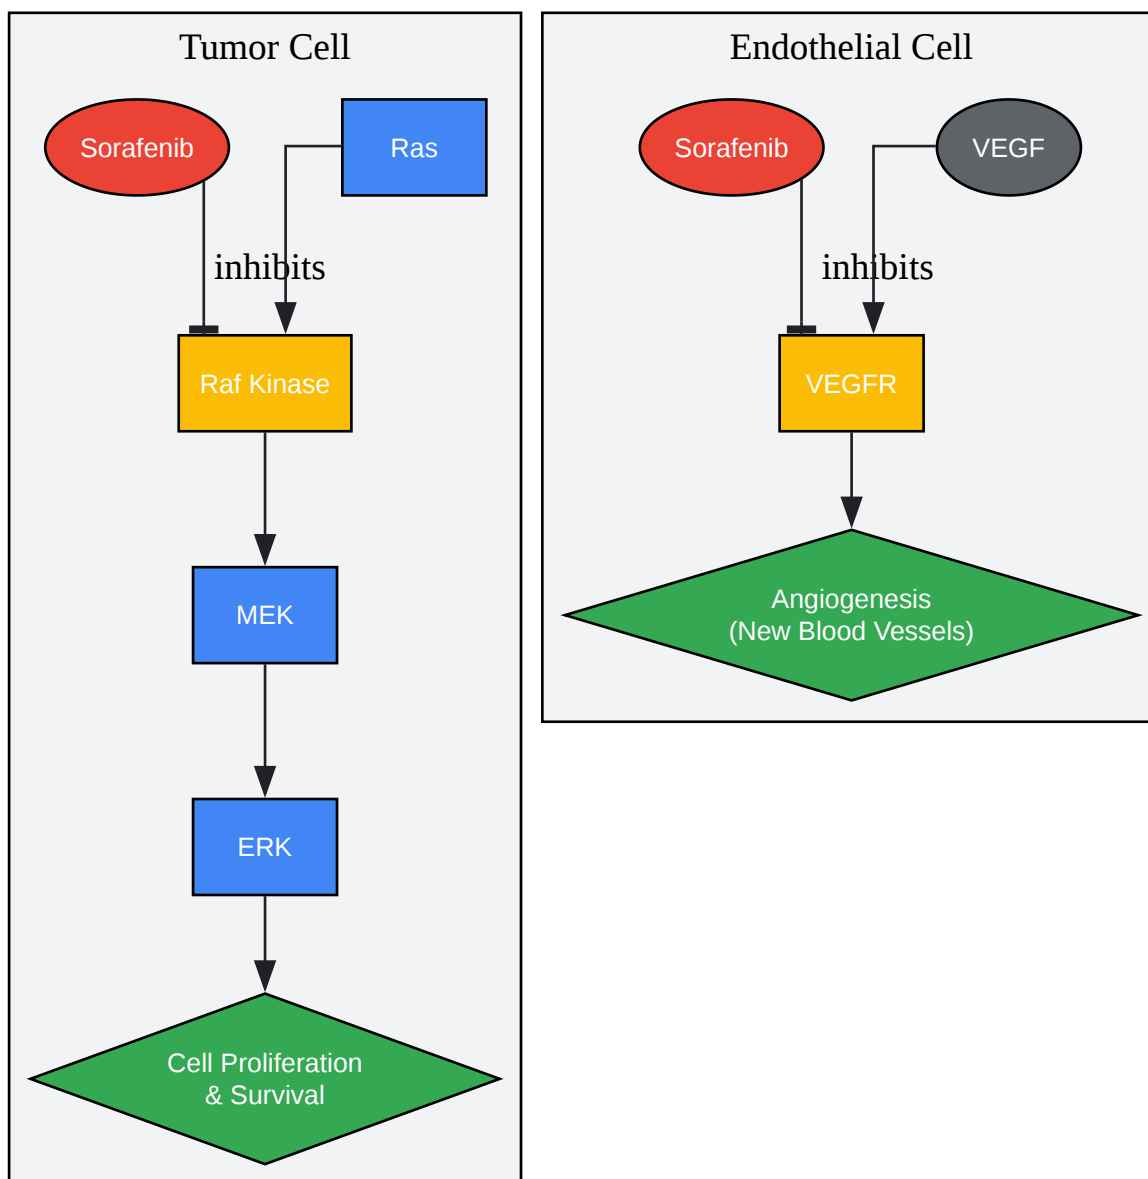 Tumor Cell
Sorafenib
Ras
inhibits
Raf Kinase
MEK
ERK
Cell Proliferation
& Survival
Endothelial Cell
Sorafenib
VEGF
inhibits
VEGFR
Angiogenesis
(New Blood Vessels)